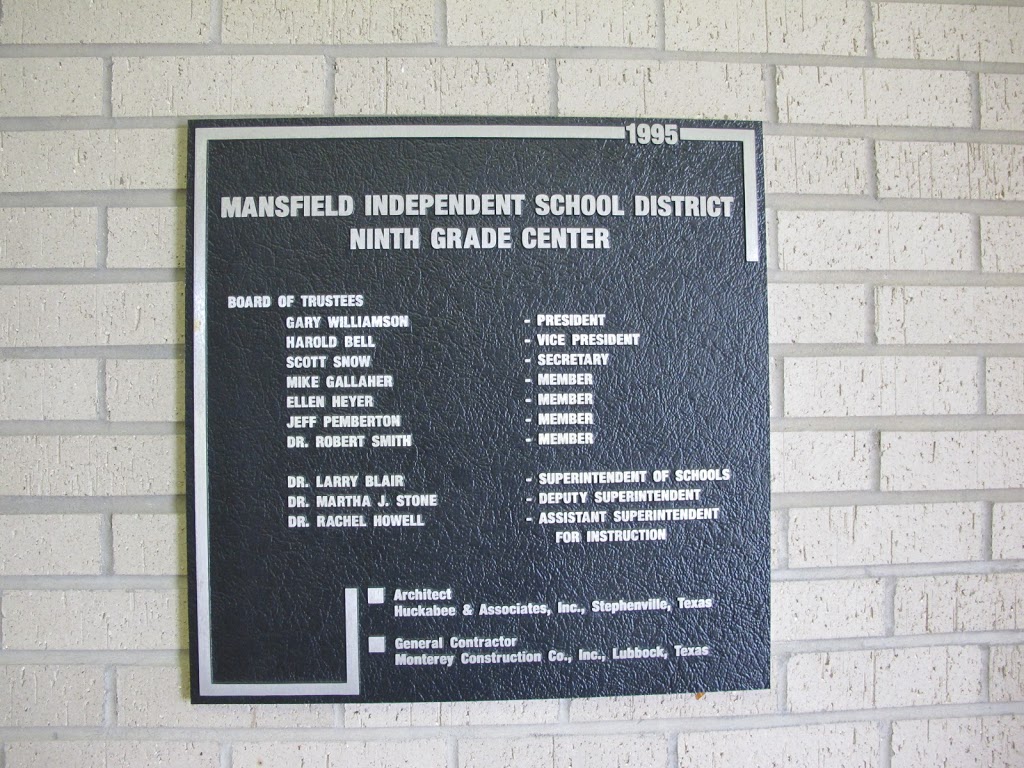 1995
MANSFIELD INDEPENDENT SCHOOL DISTRICT
NINTH GRADE CENTER
BOARD OF TRUSTEES
GARY WILLIAMSON - PRESIDENT
HAROLD BELL - VICE PRESIDENT
SCOTT SNOW - SECRETARY
MIKE GALLAHER - MEMBER
ELLEN HEYER - MEMBER
JEFF PEMBERTON - MEMBER
DR. ROBERT SMITH - MEMBER
DR. LARRY BLAIR - SUPERINTENDENT OF SCHOOLS
DR. MARTHA J. STONE - DEPUTY SUPERINTENDENT
DR. RACHEL HOWELL - ASSISTANT SUPERINTENDENT
FOR INSTRUCTION
Architect
Huckabee & Associates, Inc., Stephenville, Texas
General Contractor
Monterey Construction Co., Inc., Lubbock, Texas